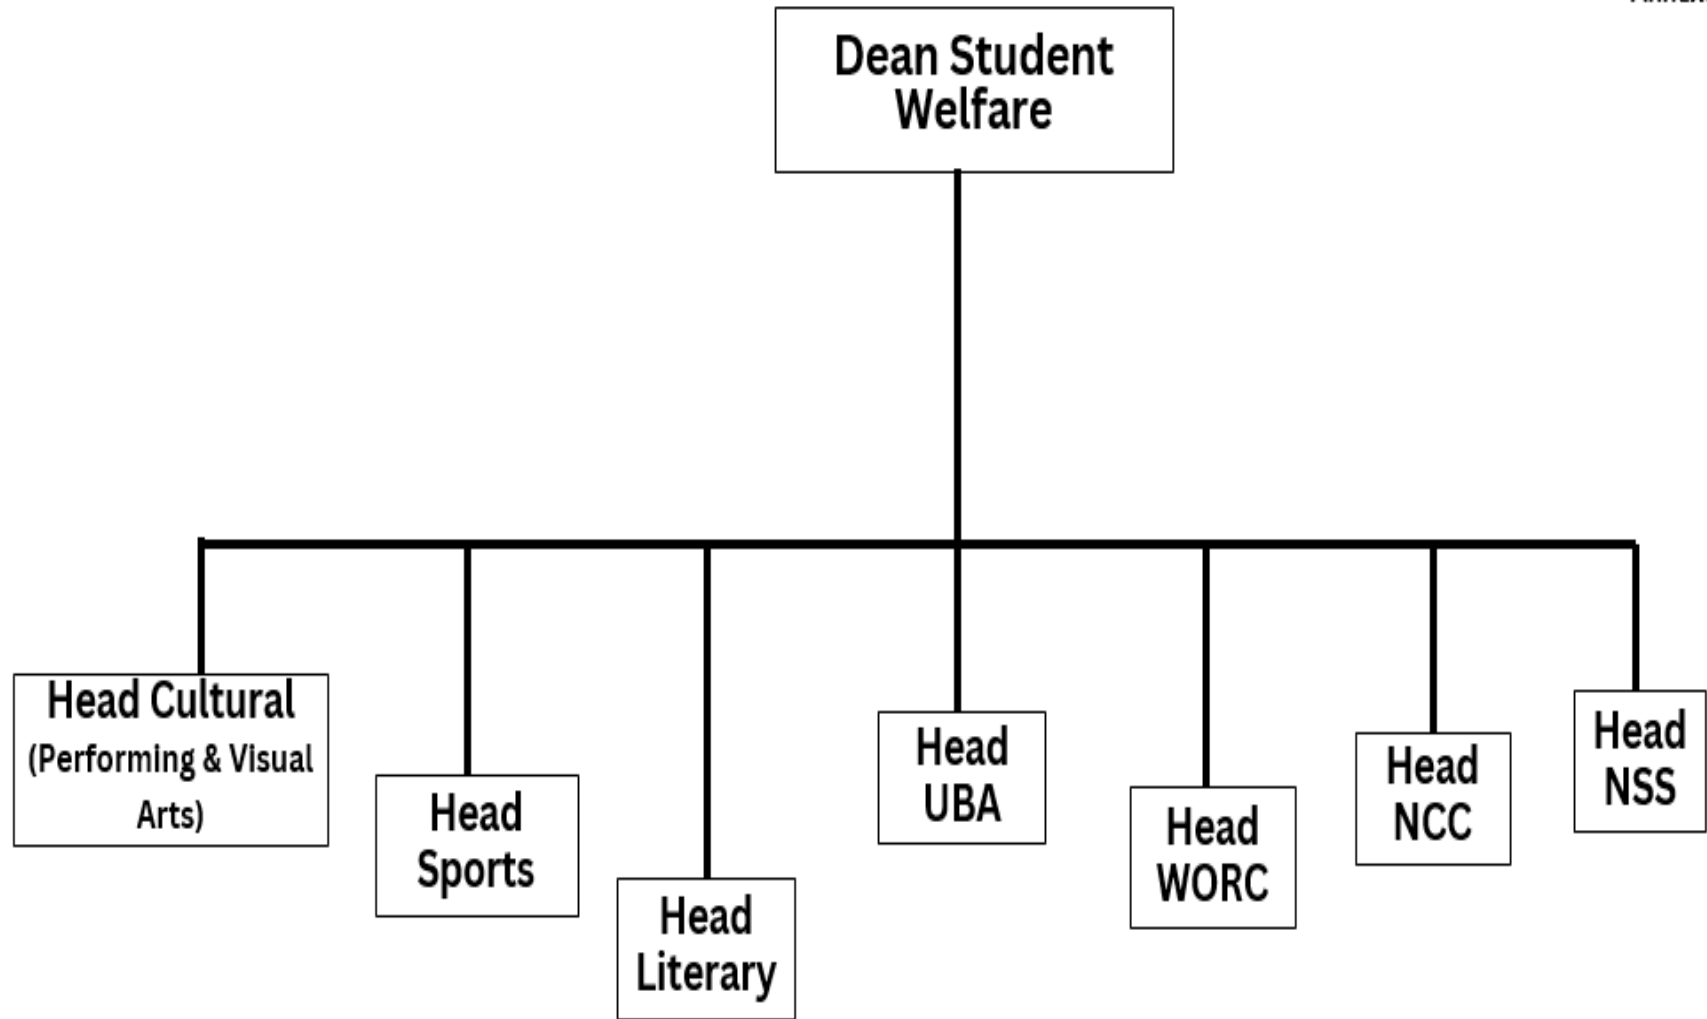 Dean Student
Welfare
Head Cultural
(Performing & Visual
Arts)
Head
Sports
Head
Literary
Head
UBA
Head
WORC
Head
NCC
Head
NSS